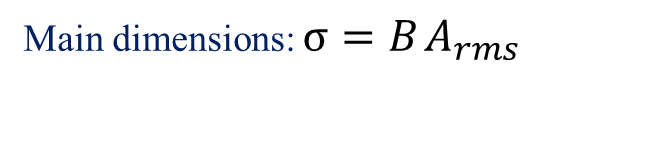 Main dimensions: σ = B A_rms